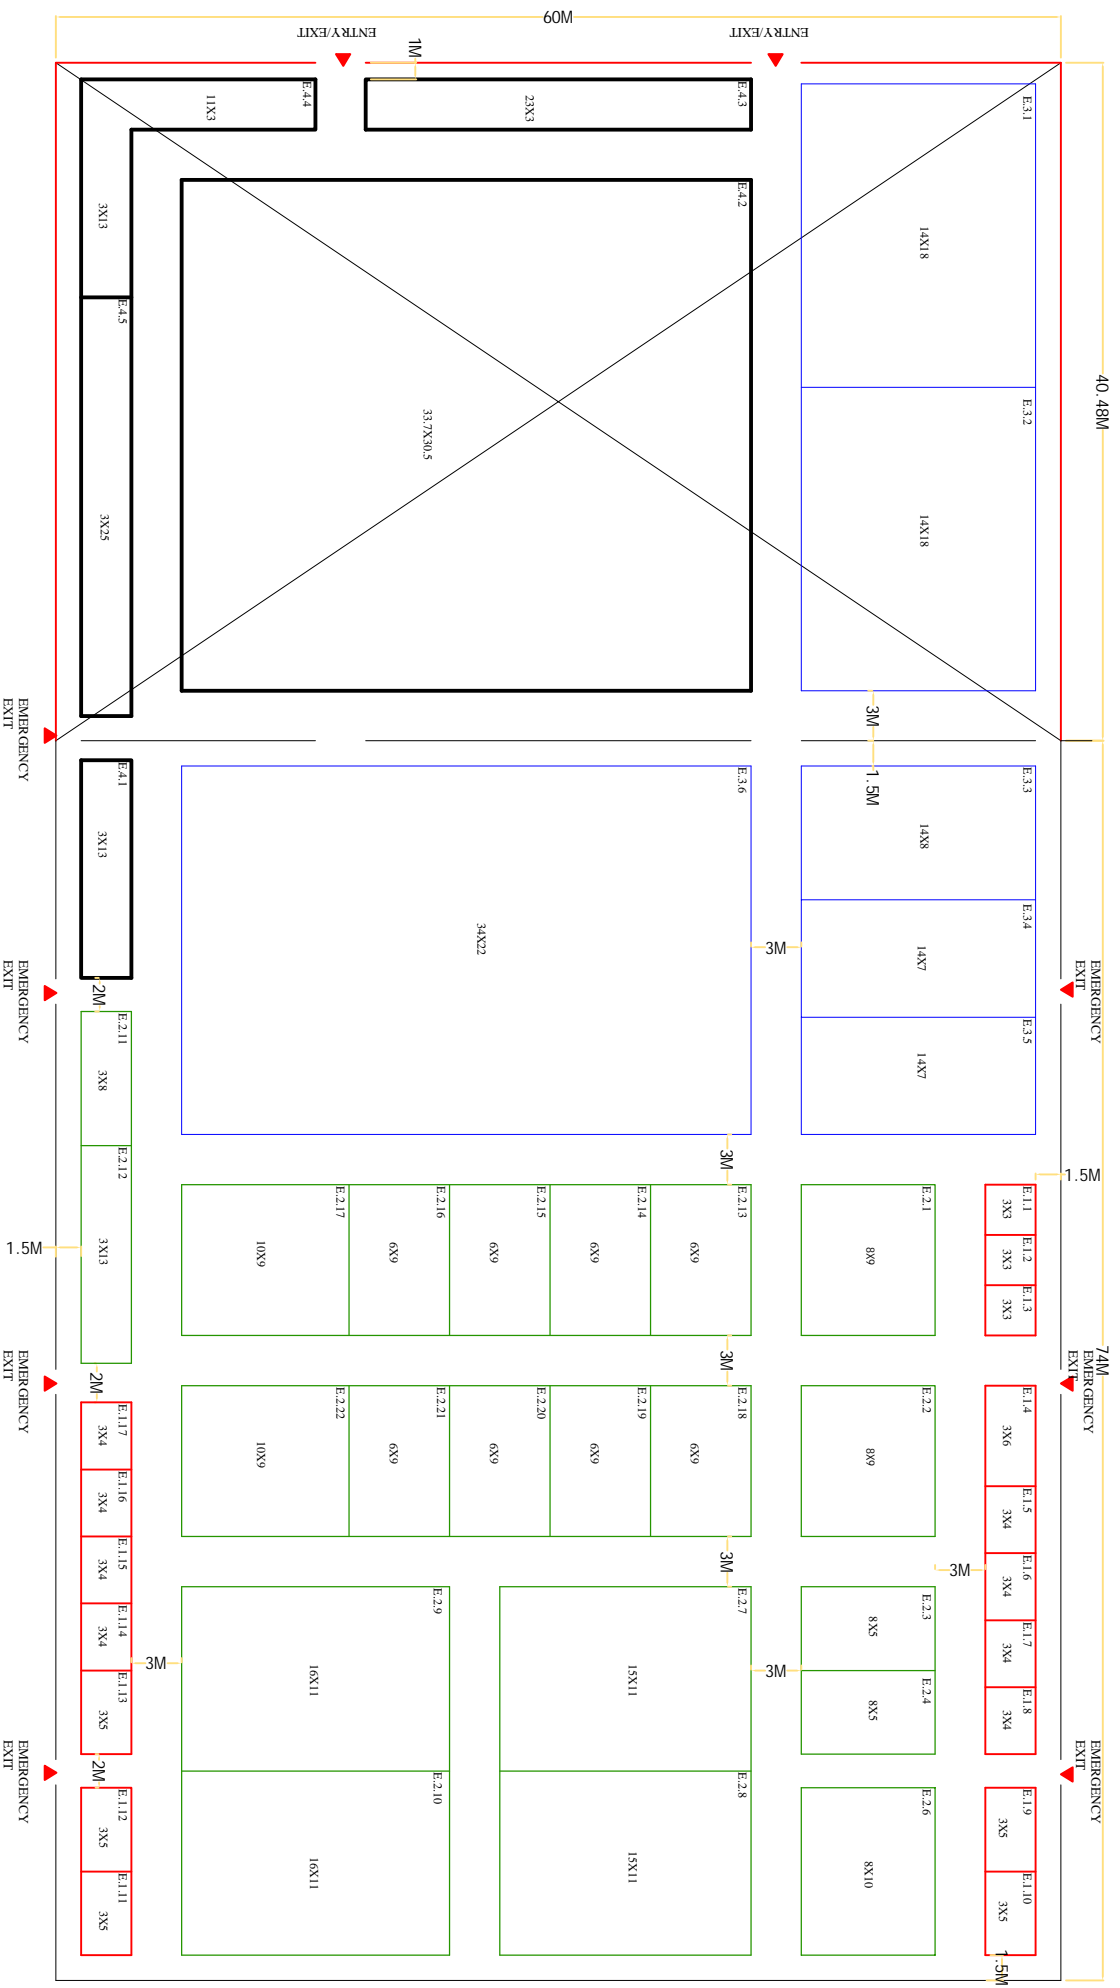 60M
ENTRY/EXIT
ENTRY/EXIT
1M
E.4.4
11X3
3X13
E.4.3
23X3
E.3.1
14X18
E.4.2
33.7X30.5
40.48M
E.3.2
14X18
E.4.5
3X25
3M
EMERGENCY
EXIT
1.5M
E.4.1
3X13
E.3.6
34X22
E.3.3
14X8
E.3.4
14X7
E.3.5
14X7
3M
EMERGENCY
EXIT
EMERGENCY
EXIT
2M
E.2.11
3X8
E.2.12
3X13
1.5M
3M
1.5M
E.2.17
10X9
E.2.16
6X9
E.2.15
6X9
E.2.14
6X9
E.2.13
6X9
E.2.1
8X9
E.1.1
3X3
E.1.2
3X3
E.1.3
3X3
74M
EMERGENCY
EXIT
EMERGENCY
EXIT
2M
3M
E.2.22
10X9
E.2.21
6X9
E.2.20
6X9
E.2.19
6X9
E.2.18
6X9
E.2.2
8X9
E.1.4
3X6
E.1.5
3X4
E.1.6
3X4
E.1.7
3X4
E.1.8
3X4
E.1.17
3X4
E.1.16
3X4
E.1.15
3X4
E.1.14
3X4
E.1.13
3X5
3M
3M
3M
3M
E.2.9
16X11
E.2.7
15X11
E.2.3
8X5
E.2.4
8X5
EMERGENCY
EXIT
EMERGENCY
EXIT
2M
E.1.12
3X5
E.1.11
3X5
E.2.10
16X11
E.2.8
15X11
E.2.6
8X10
E.1.9
3X5
E.1.10
3X5
1.5M